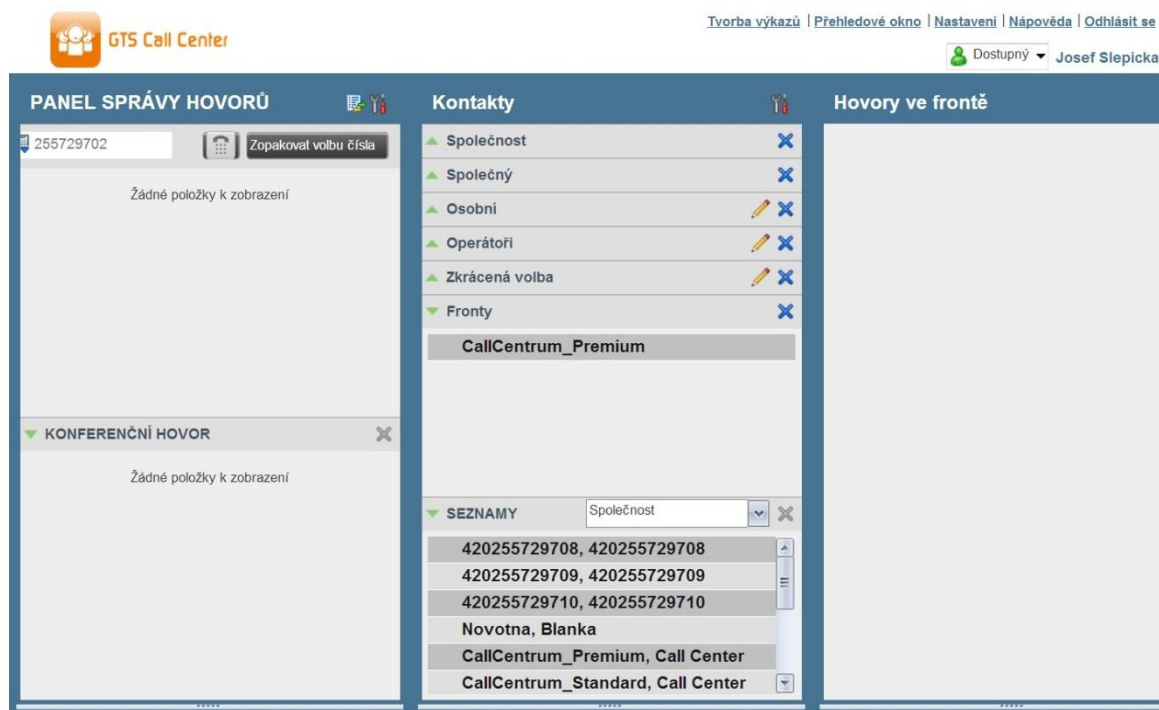 GTS Call Center
Tvorba výkazů | Přehledové okno | Nastavení | Nápověda | Odhlásit se
Dostupný Josef Slepicka
PANEL SPRÁVY HOVORŮ
255729702 Zopakovat volbu čísla
Žádné položky k zobrazení
KONFERENČNÍ HOVOR
Žádné položky k zobrazení
Kontakty
Společnost
Společný
Osobní
Operátoři
Zkrácená volba
Fronty
CallCentrum_Premium
SEZNAMY Společnost
420255729708, 420255729708
420255729709, 420255729709
420255729710, 420255729710
Novotna, Blanka
CallCentrum_Premium, Call Center
CallCentrum_Standard, Call Center
Hovory ve frontě